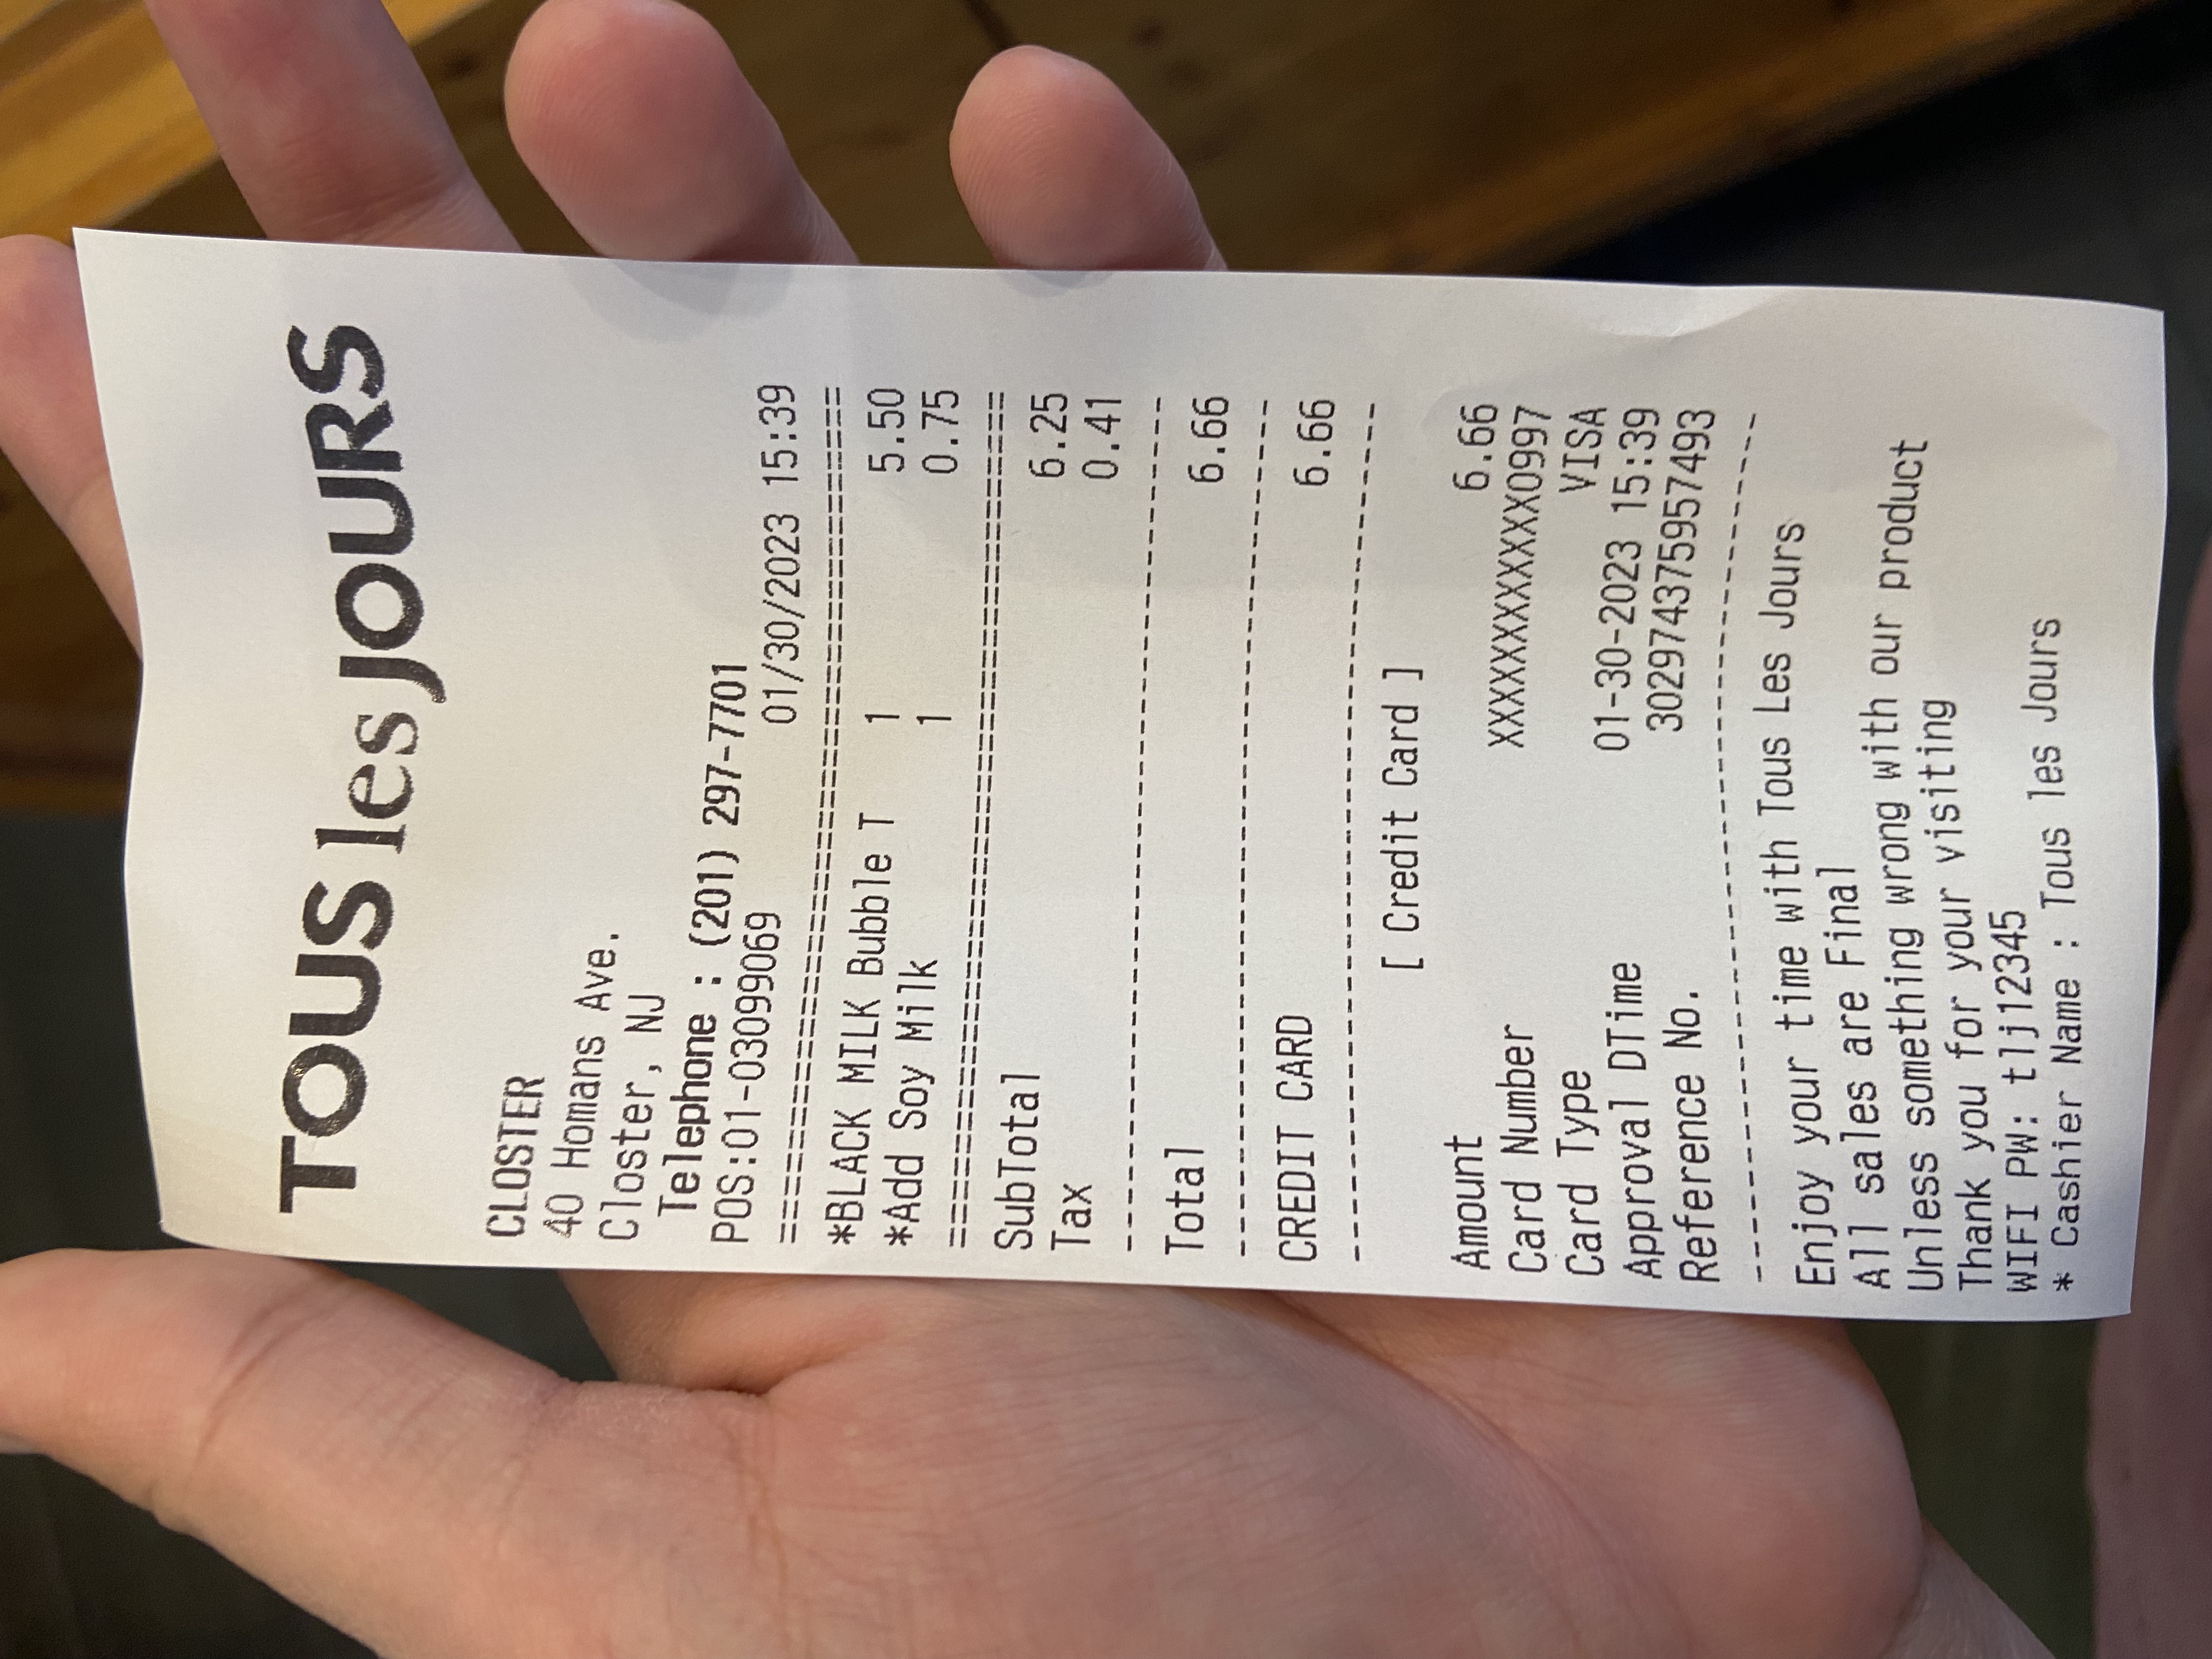 TOUS les JOURS
CLOSTER
40 Homans Ave.
Closter, NJ
Telephone : (201) 297-7701
POS:01-03099069 01/30/2023 15:39
====================================
*BLACK MILK Bubble T 1 5.50
*Add Soy Milk 1 0.75
====================================
SubTotal 6.25
Tax 0.41
------------------------------------
Total 6.66
------------------------------------
CREDIT CARD 6.66
------------------------------------
[ Credit Card ]
Amount 6.66
Card Number XXXXXXXXXXXX0997
Card Type VISA
Approval DTime 01-30-2023 15:39
Reference No. 302974375957493
------------------------------------
Enjoy your time with Tous Les Jours
All sales are Final
Unless something wrong with our product
Thank you for your visiting
WIFI PW: tlj12345
* Cashier Name : Tous les Jours